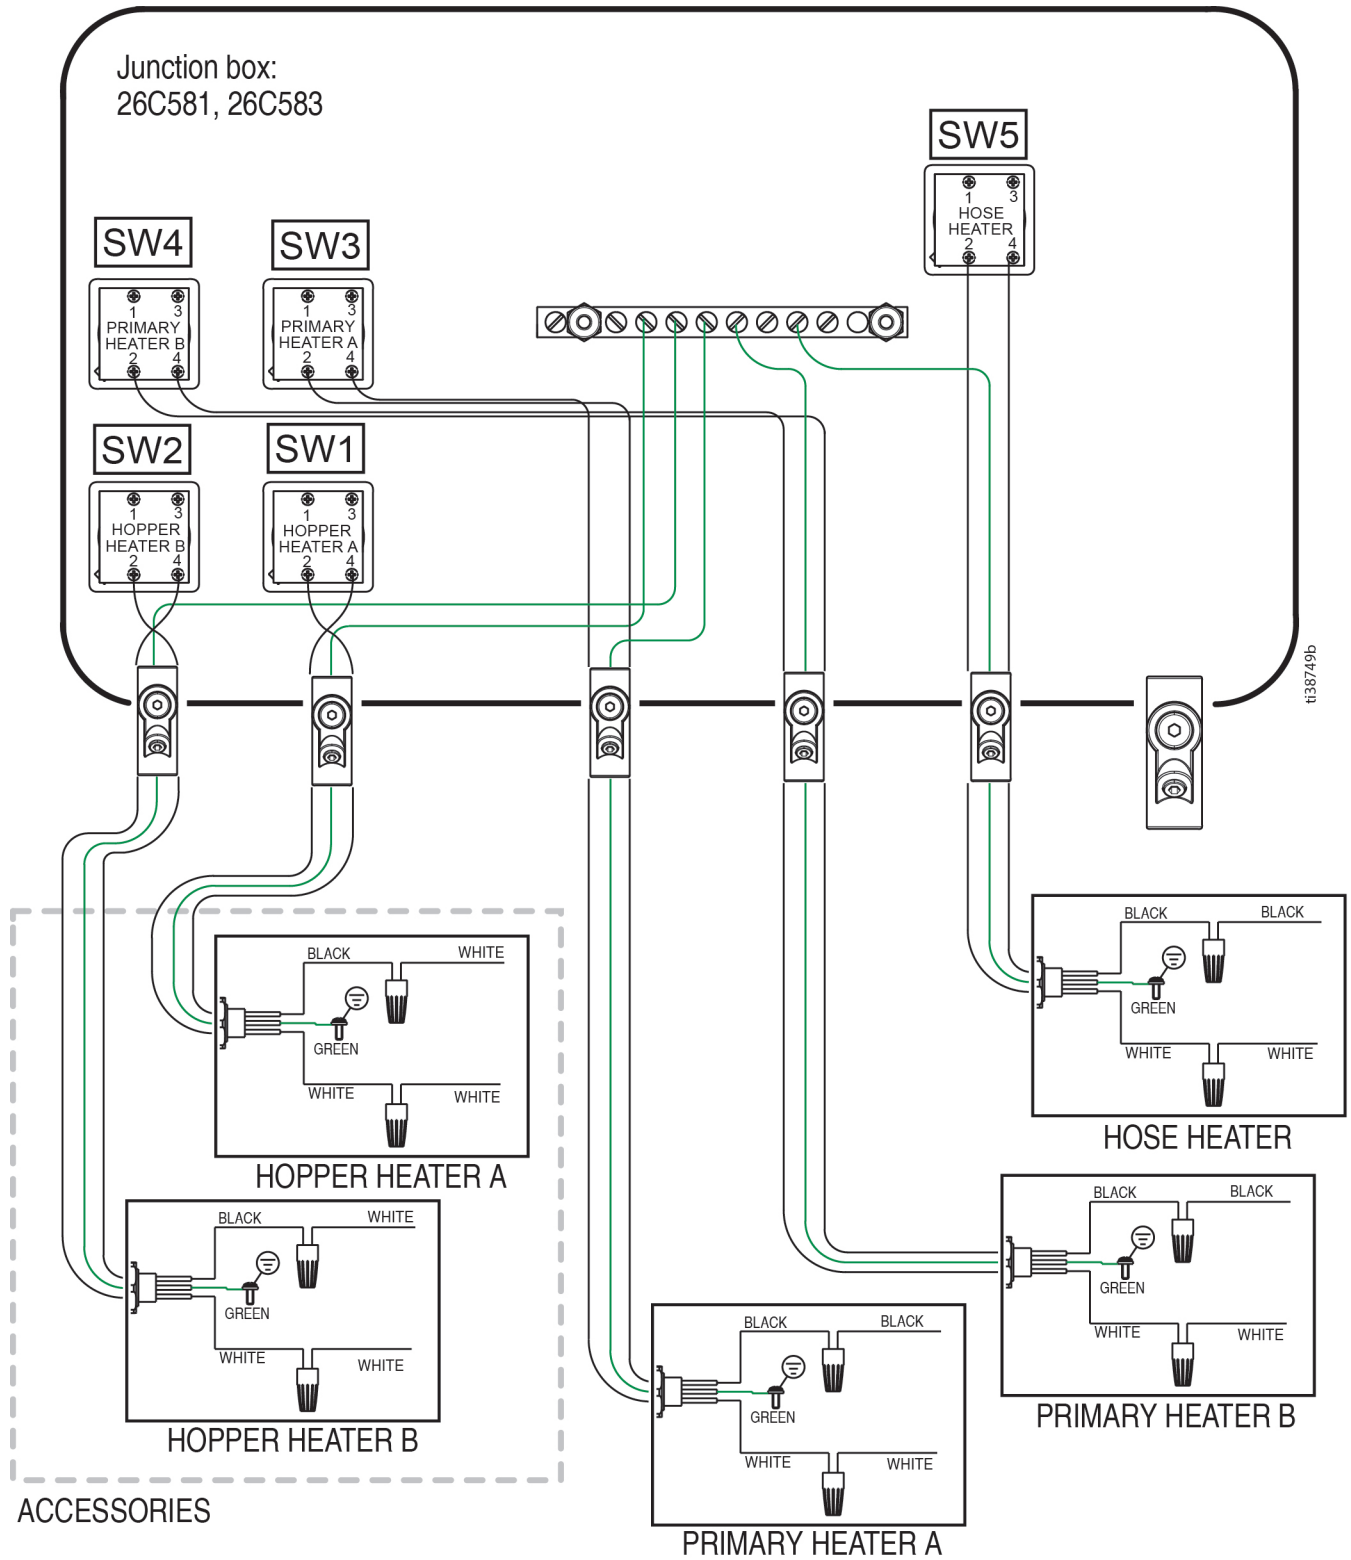 Junction box:
26C581, 26C583
SW5
1 3
HOSE
HEATER
2 4
SW4
1 3
PRIMARY
HEATER B
2 4
SW3
1 3
PRIMARY
HEATER A
2 4
SW2
1 3
HOPPER
HEATER B
2 4
SW1
1 3
HOPPER
HEATER A
2 4
ti38749b
BLACK WHITE
GREEN
WHITE WHITE
HOPPER HEATER A
BLACK WHITE
GREEN
WHITE WHITE
HOPPER HEATER B
ACCESSORIES
BLACK BLACK
GREEN
WHITE WHITE
HOSE HEATER
BLACK BLACK
GREEN
WHITE WHITE
PRIMARY HEATER B
BLACK BLACK
GREEN
WHITE WHITE
PRIMARY HEATER A